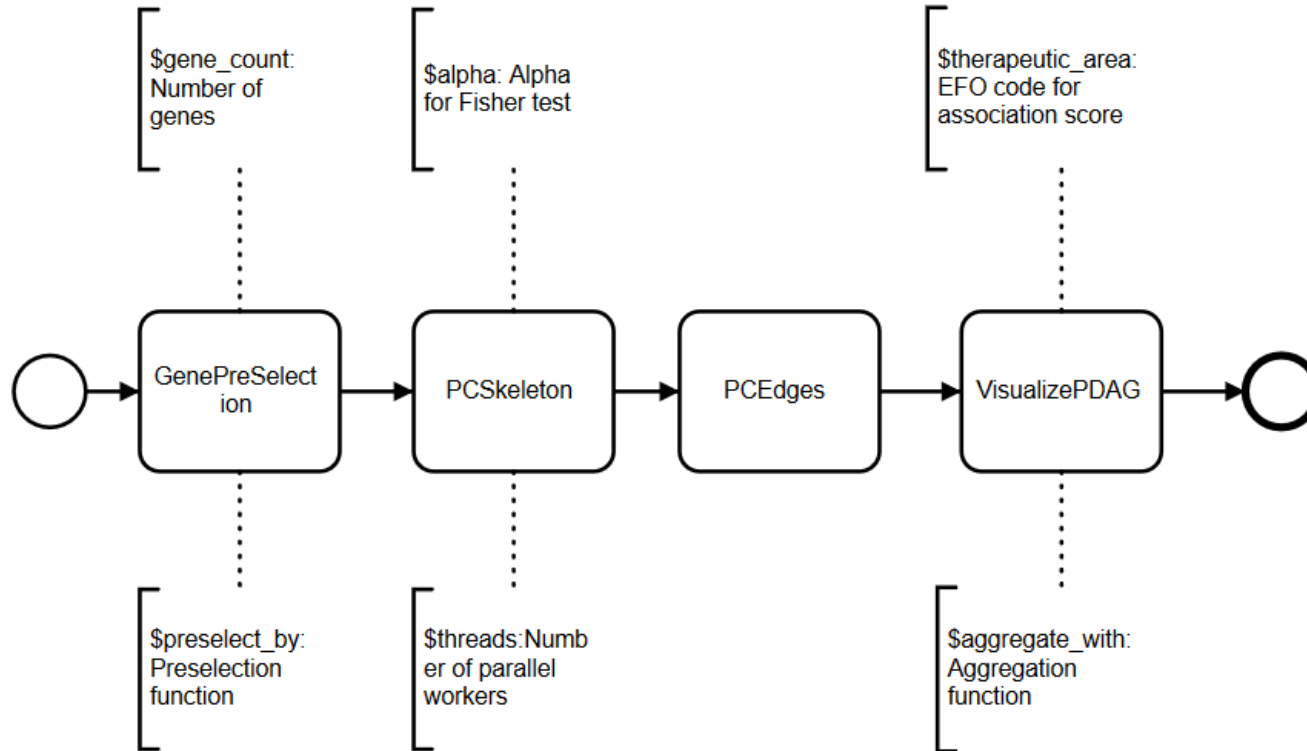 $gene_count:
Number of
genes
$alpha: Alpha
for Fisher test
$therapeutic_area:
EFO code for
association score
GenePreSelect
ion
PCSkeleton
PCEdges
VisualizePDAG
$preselect_by:
Preselection
function
$threads:Numb
er of parallel
workers
$aggregate_with:
Aggregation
function